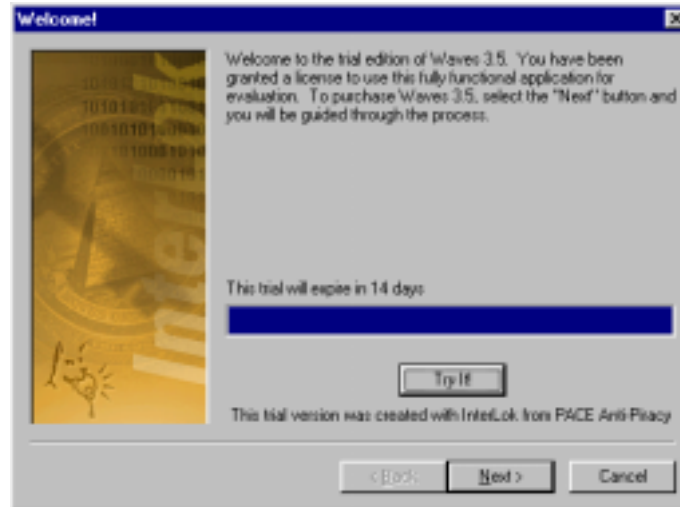 Welcome!
Welcome to the trial edition of Waves 3.5. You have been
granted a license to use this fully functional application for
evaluation. To purchase Waves 3.5, select the "Next" button and
you will be guided through the process.
InterLok
This trial will expire in 14 days
Try It!
This trial version was created with InterLok from PACE Anti-Piracy
< Back
Next >
Cancel